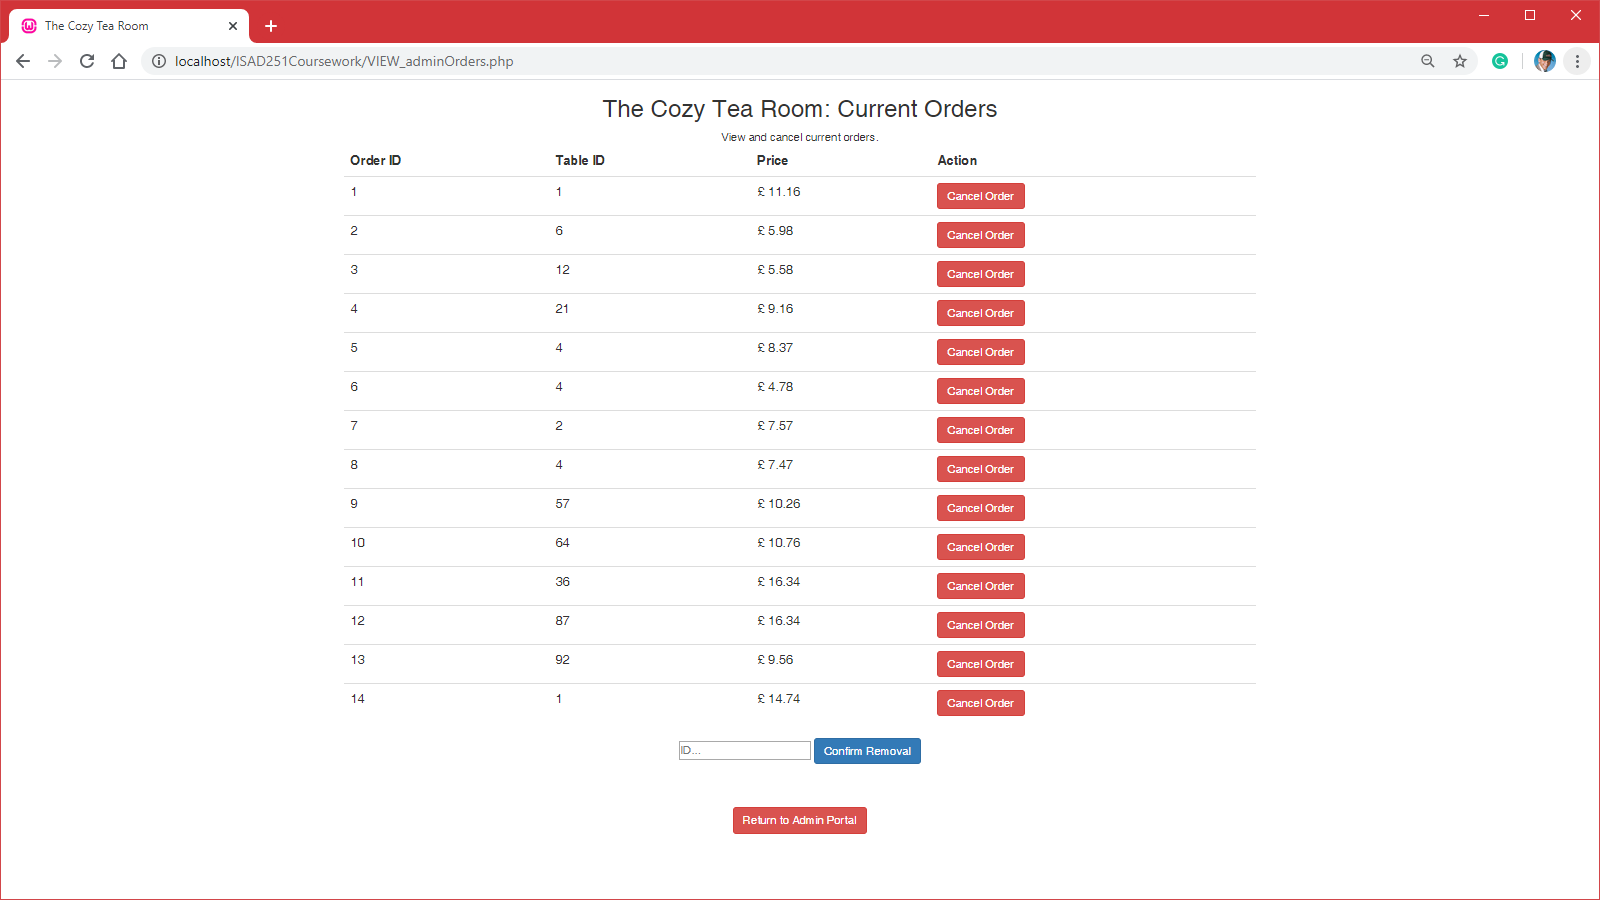 The Cozy Tea Room
localhost/ISAD251Coursework/VIEW_adminOrders.php
The Cozy Tea Room: Current Orders
View and cancel current orders.
Order ID Table ID Price Action
1 1 £ 11.16 Cancel Order
2 6 £ 5.98 Cancel Order
3 12 £ 5.58 Cancel Order
4 21 £ 9.16 Cancel Order
5 4 £ 8.37 Cancel Order
6 4 £ 4.78 Cancel Order
7 2 £ 7.57 Cancel Order
8 4 £ 7.47 Cancel Order
9 57 £ 10.26 Cancel Order
10 64 £ 10.76 Cancel Order
11 36 £ 16.34 Cancel Order
12 87 £ 16.34 Cancel Order
13 92 £ 9.56 Cancel Order
14 1 £ 14.74 Cancel Order
ID... Confirm Removal
Return to Admin Portal